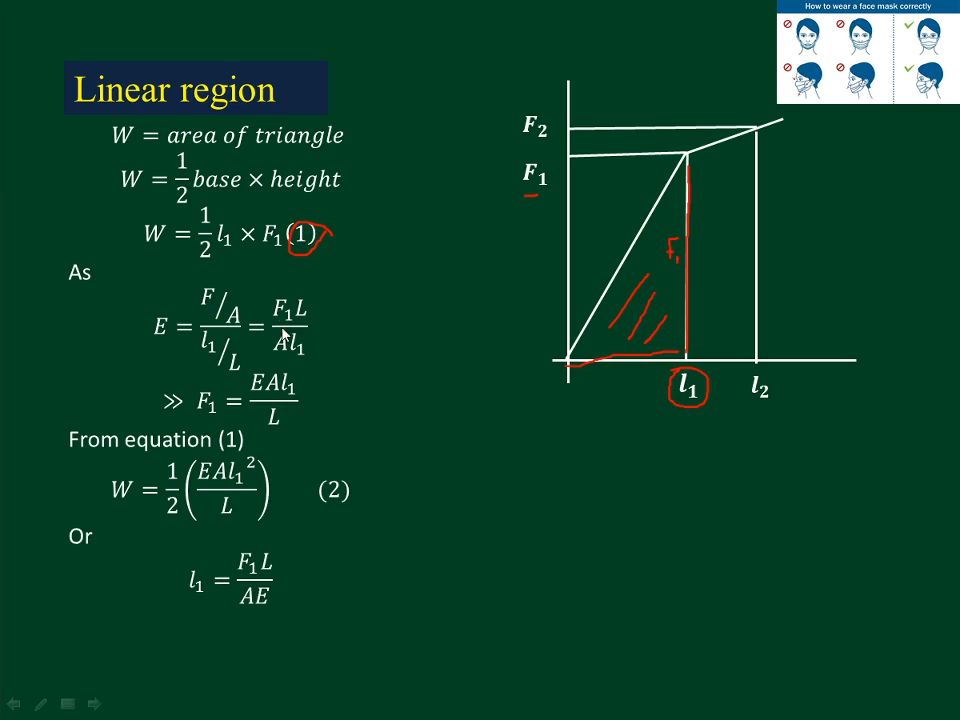 How to wear a face mask correctly
Linear region
W = area of triangle
W = 1/2 base × height
W = 1/2 l₁ × F₁(1)
As
E = (F/A)/(l₁/L) = F₁L/Al₁
≫ F₁ = EAl₁/L
From equation (1)
W = 1/2 (EAl₁²/L) (2)
Or
l₁ = F₁L/AE
F₂
F₁
F₁
l₁ l₂